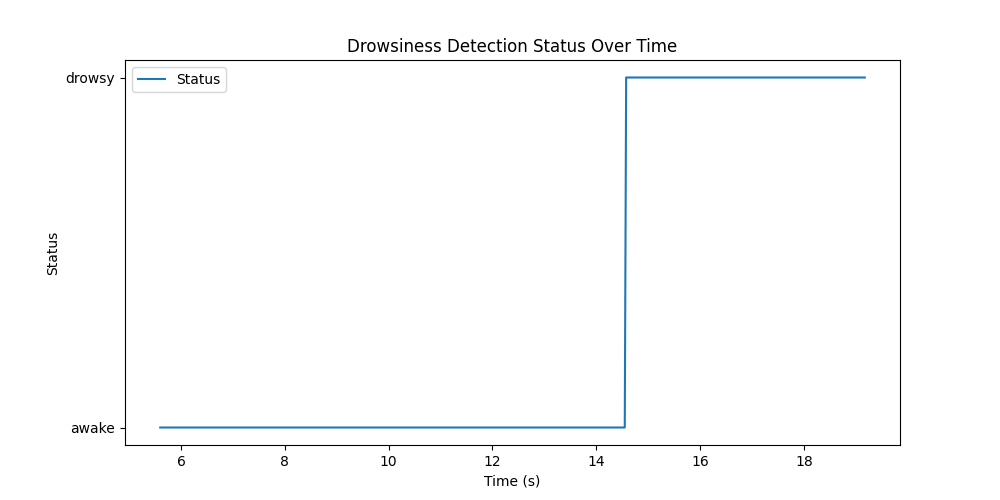 Drowsiness Detection Status Over Time
drowsy
Status
Status
awake
6 8 10 12 14 16 18
Time (s)